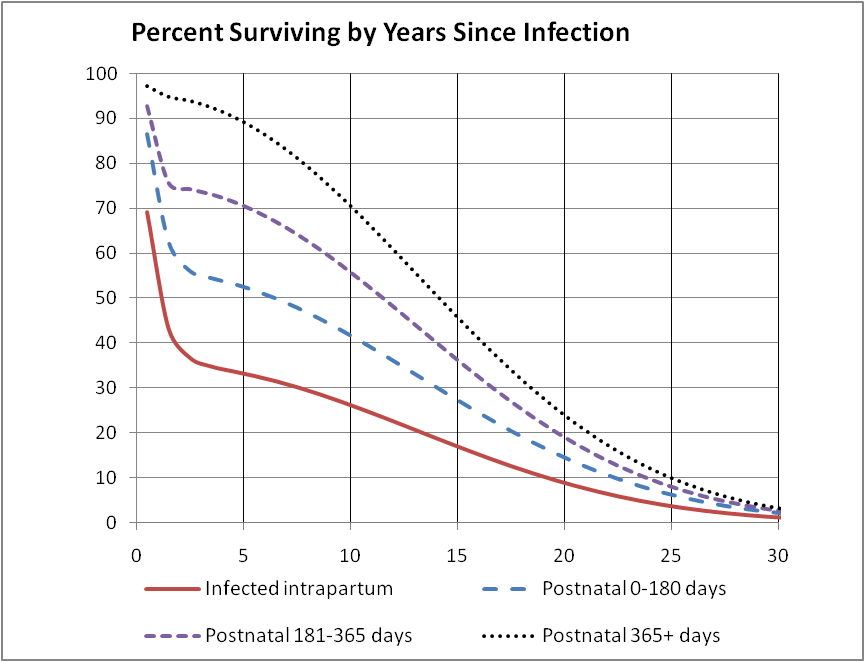 Percent Surviving by Years Since Infection
100
90
80
70
60
50
40
30
20
10
0
0 5 10 15 20 25 30
Infected intrapartum Postnatal 0-180 days
Postnatal 181-365 days Postnatal 365+ days